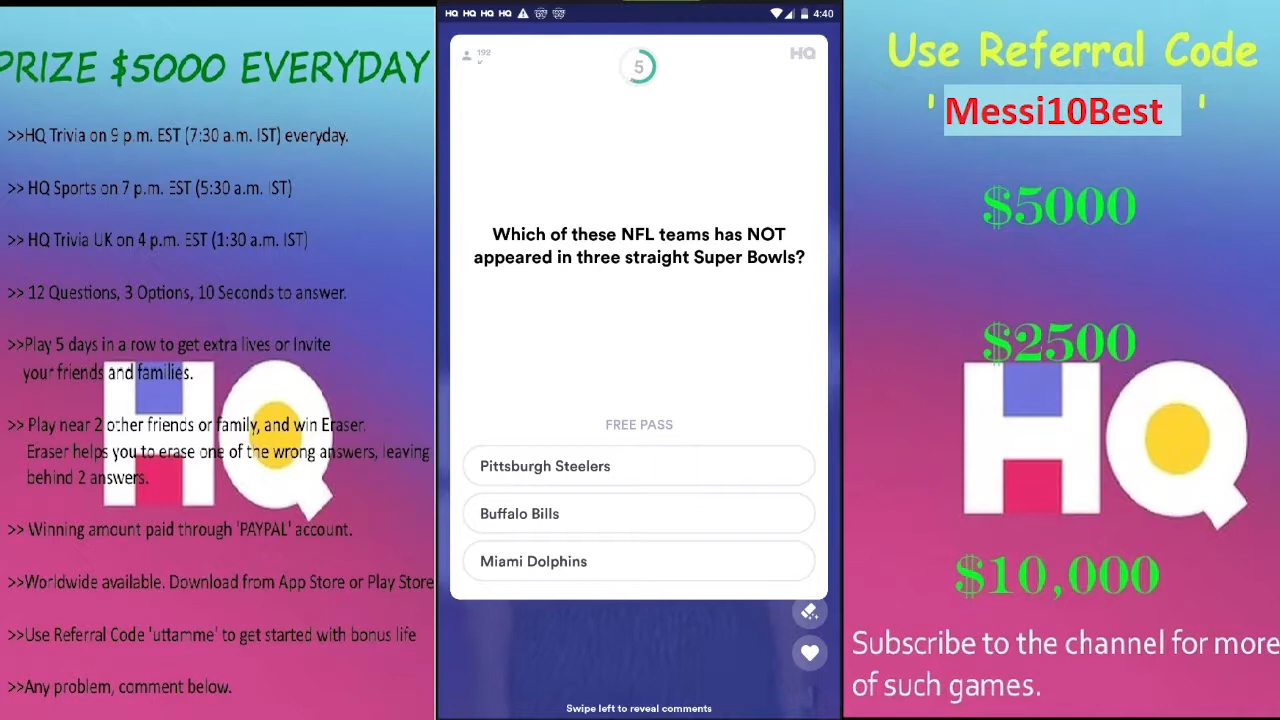 PRIZE $5000 EVERYDAY
>>HQ Trivia on 9 p.m. EST (7:30 a.m. IST) everyday.
>> HQ Sports on 7 p.m. EST (5:30 a.m. IST)
>> HQ Trivia UK on 4 p.m. EST (1:30 a.m. IST)
>> 12 Questions, 3 Options, 10 Seconds to answer.
>>Play 5 days in a row to get extra lives or Invite
your friends and families.
>> Play near 2 other friends or family, and win Eraser.
Eraser helps you to erase one of the wrong answers, leaving
behind 2 answers.
>> Winning amount paid through 'PAYPAL' account.
>>Worldwide available. Download from App Store or Play Store
>>Use Referral Code 'uttamme' to get started with bonus life
>>Any problem, comment below.
HQ
HQ HQ HQ HQ
4:40
192
5
HQ
Which of these NFL teams has NOT
appeared in three straight Super Bowls?
FREE PASS
Pittsburgh Steelers
Buffalo Bills
Miami Dolphins
Swipe left to reveal comments
Use Referral Code
' Messi10Best '
$5000
$2500
HQ
$10,000
Subscribe to the channel for more
of such games.